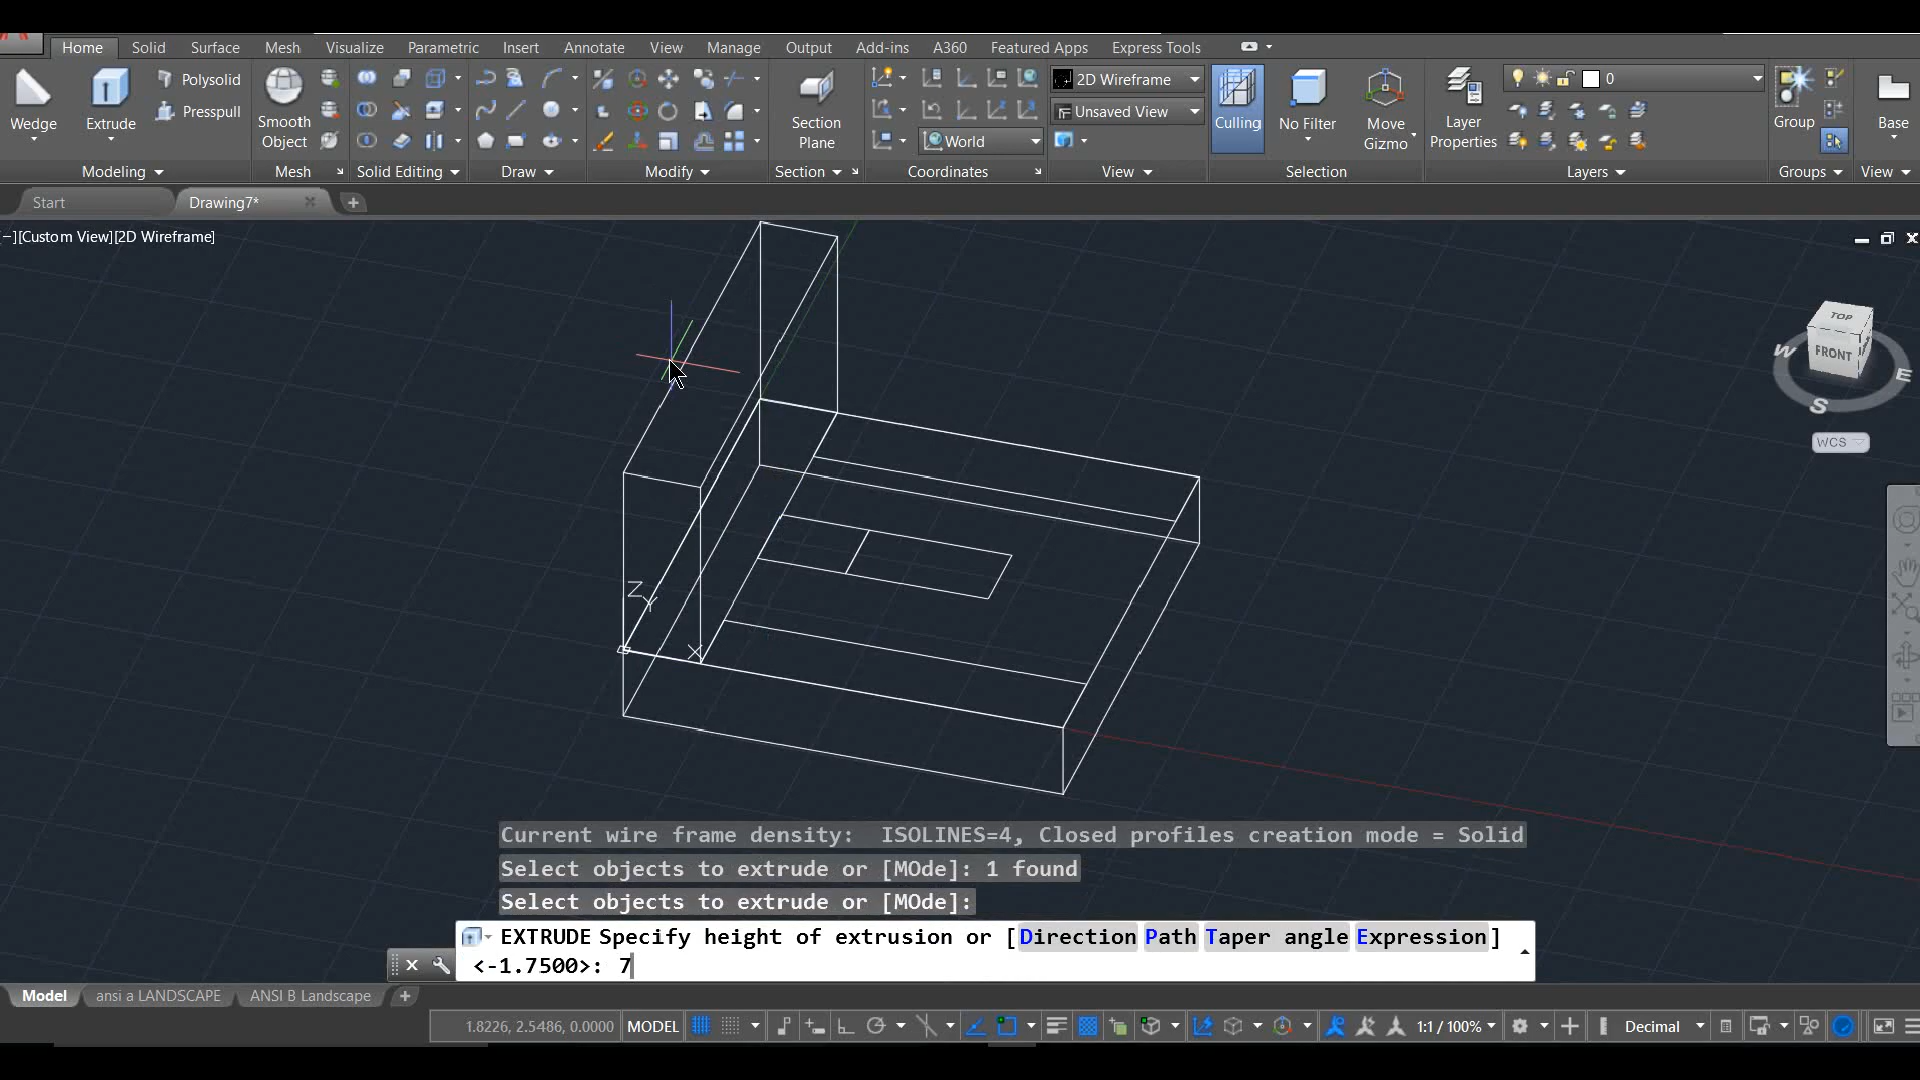 Home Solid Surface Mesh Visualize Parametric Insert Annotate View Manage Output Add-ins A360 Featured Apps Express Tools
Wedge
Extrude
Polysolid
Presspull
Smooth Object
Section Plane
World
2D Wireframe
Unsaved View
Culling
No Filter
Move Gizmo
Layer Properties
0
Group
Base
Modeling Mesh Solid Editing Draw Modify Section Coordinates View Selection Layers Groups View
Start Drawing7*
−][Custom View][2D Wireframe]
TOP
FRONT
W
E
S
WCS
Z
Y
X
Current wire frame density: ISOLINES=4, Closed profiles creation mode = Solid
Select objects to extrude or [MOde]: 1 found
Select objects to extrude or [MOde]:
EXTRUDE Specify height of extrusion or [Direction Path Taper angle Expression]
<-1.7500>: 7
Model ansi a LANDSCAPE ANSI B Landscape
1.8226, 2.5486, 0.0000 MODEL 1:1 / 100% Decimal